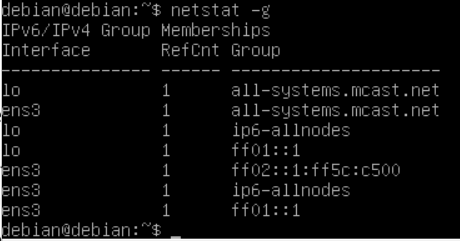 debian@debian:~$ netstat -g
IPv6/IPv4 Group Memberships
Interface       RefCnt Group
--------------- ------ ---------------------
lo              1      all-systems.mcast.net
ens3            1      all-systems.mcast.net
lo              1      ip6-allnodes
lo              1      ff01::1
ens3            1      ff02::1:ff5c:c500
ens3            1      ip6-allnodes
ens3            1      ff01::1
debian@debian:~$ _